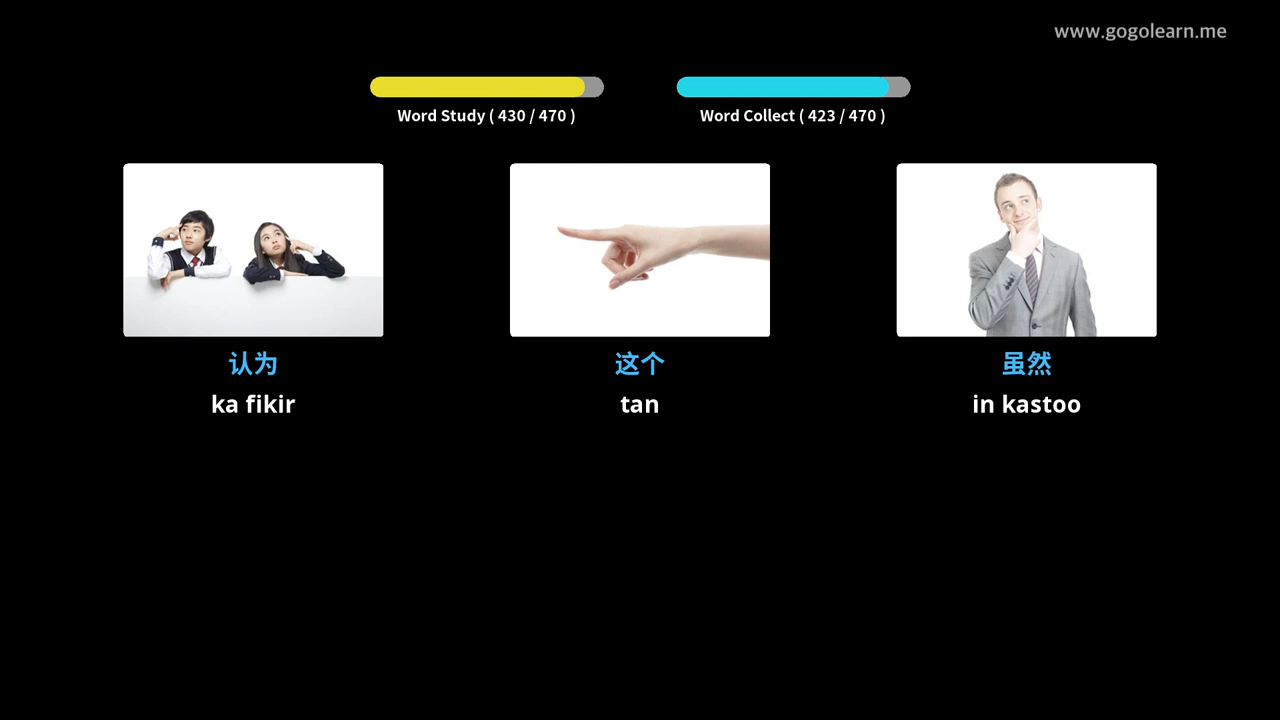 www.gogolearn.me
Word Study ( 430 / 470 )
Word Collect ( 423 / 470 )
认为
这个
虽然
ka fikir
tan
in kastoo